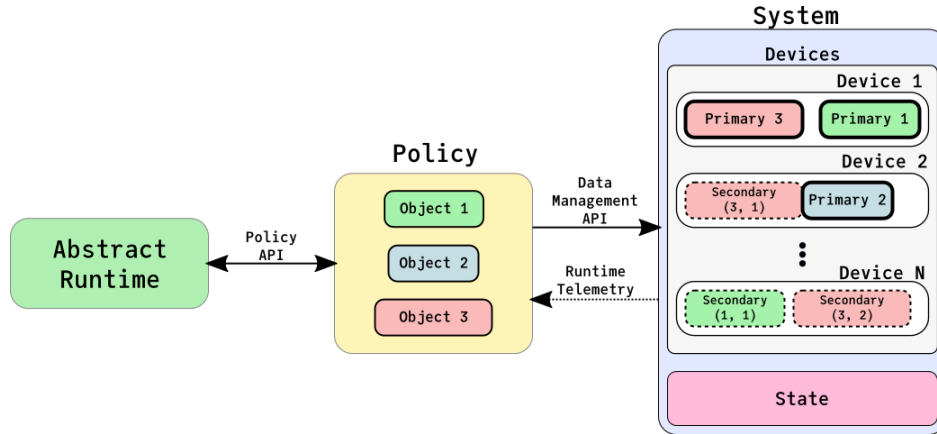 System
Devices
Device 1
Primary 3
Primary 1
Policy
Device 2
Object 1
Data
Management
API
Secondary
(3, 1)
Primary 2
Abstract
Runtime
Policy
API
Object 2
Runtime
Telemetry
Device N
Object 3
Secondary
(1, 1)
Secondary
(3, 2)
State